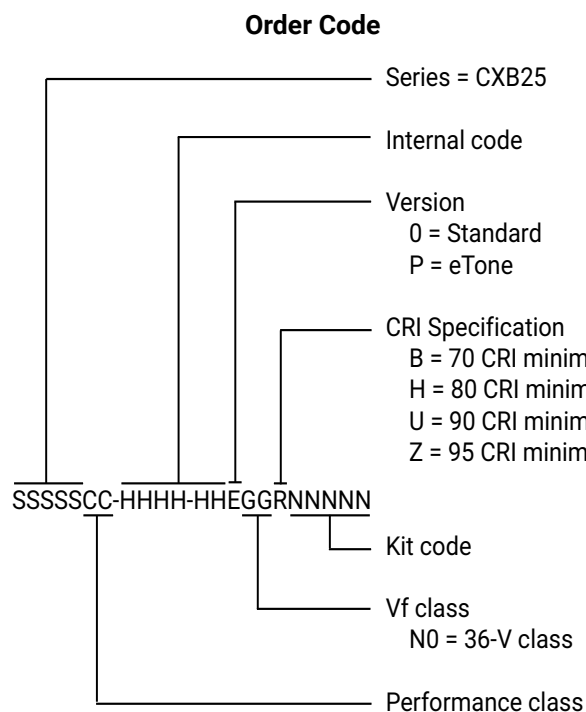 Order Code
Series = CXB25
Internal code
Version
0 = Standard
P = eTone
CRI Specification
B = 70 CRI minim
H = 80 CRI minim
U = 90 CRI minim
Z = 95 CRI minim
SSSSSCC-HHHH-HHEGGRNNNNN
Kit code
Vf class
N0 = 36-V class
Performance class